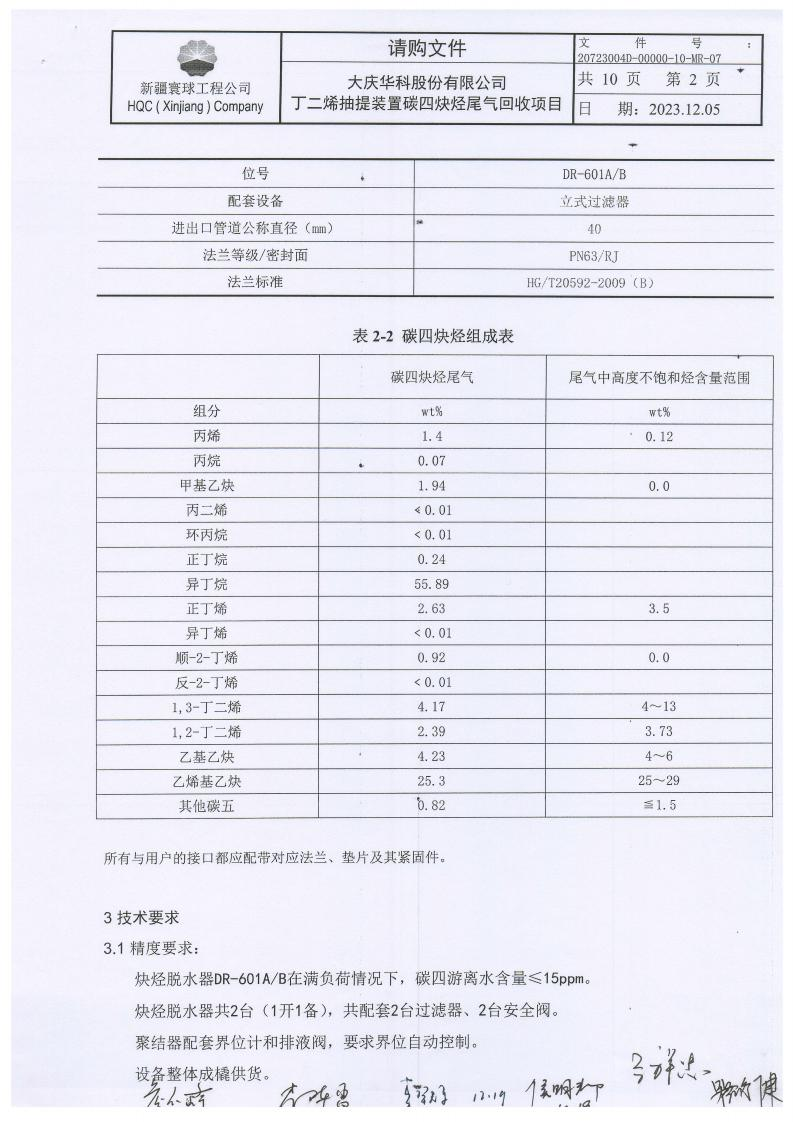 新疆寰球工程公司
HQC ( Xinjiang ) Company
请购文件
大庆华科股份有限公司
丁二烯抽提装置碳四炔烃尾气回收项目
文 件 号 :
20723004D-00000-10-MR-07
共 10 页 第 2 页
日 期: 2023.12.05
位号 DR-601A/B
配套设备 立式过滤器
进出口管道公称直径（mm） 40
法兰等级/密封面 PN63/RJ
法兰标准 HG/T20592-2009（B）
表 2-2 碳四炔烃组成表
碳四炔烃尾气 尾气中高度不饱和烃含量范围
组分 wt% wt%
丙烯 1.4 0.12
丙烷 0.07
甲基乙炔 1.94 0.0
丙二烯 <0.01
环丙烷 <0.01
正丁烷 0.24
异丁烷 55.89
正丁烯 2.63 3.5
异丁烯 <0.01
顺-2-丁烯 0.92 0.0
反-2-丁烯 <0.01
1,3-丁二烯 4.17 4～13
1,2-丁二烯 2.39 3.73
乙基乙炔 4.23 4～6
乙烯基乙炔 25.3 25～29
其他碳五 0.82 ≦1.5
所有与用户的接口都应配带对应法兰、垫片及其紧固件。
3 技术要求
3.1 精度要求：
炔烃脱水器DR-601A/B在满负荷情况下，碳四游离水含量≤15ppm。
炔烃脱水器共2台（1开1备），共配套2台过滤器、2台安全阀。
聚结器配套界位计和排液阀，要求界位自动控制。
设备整体成橇供货。
12.19